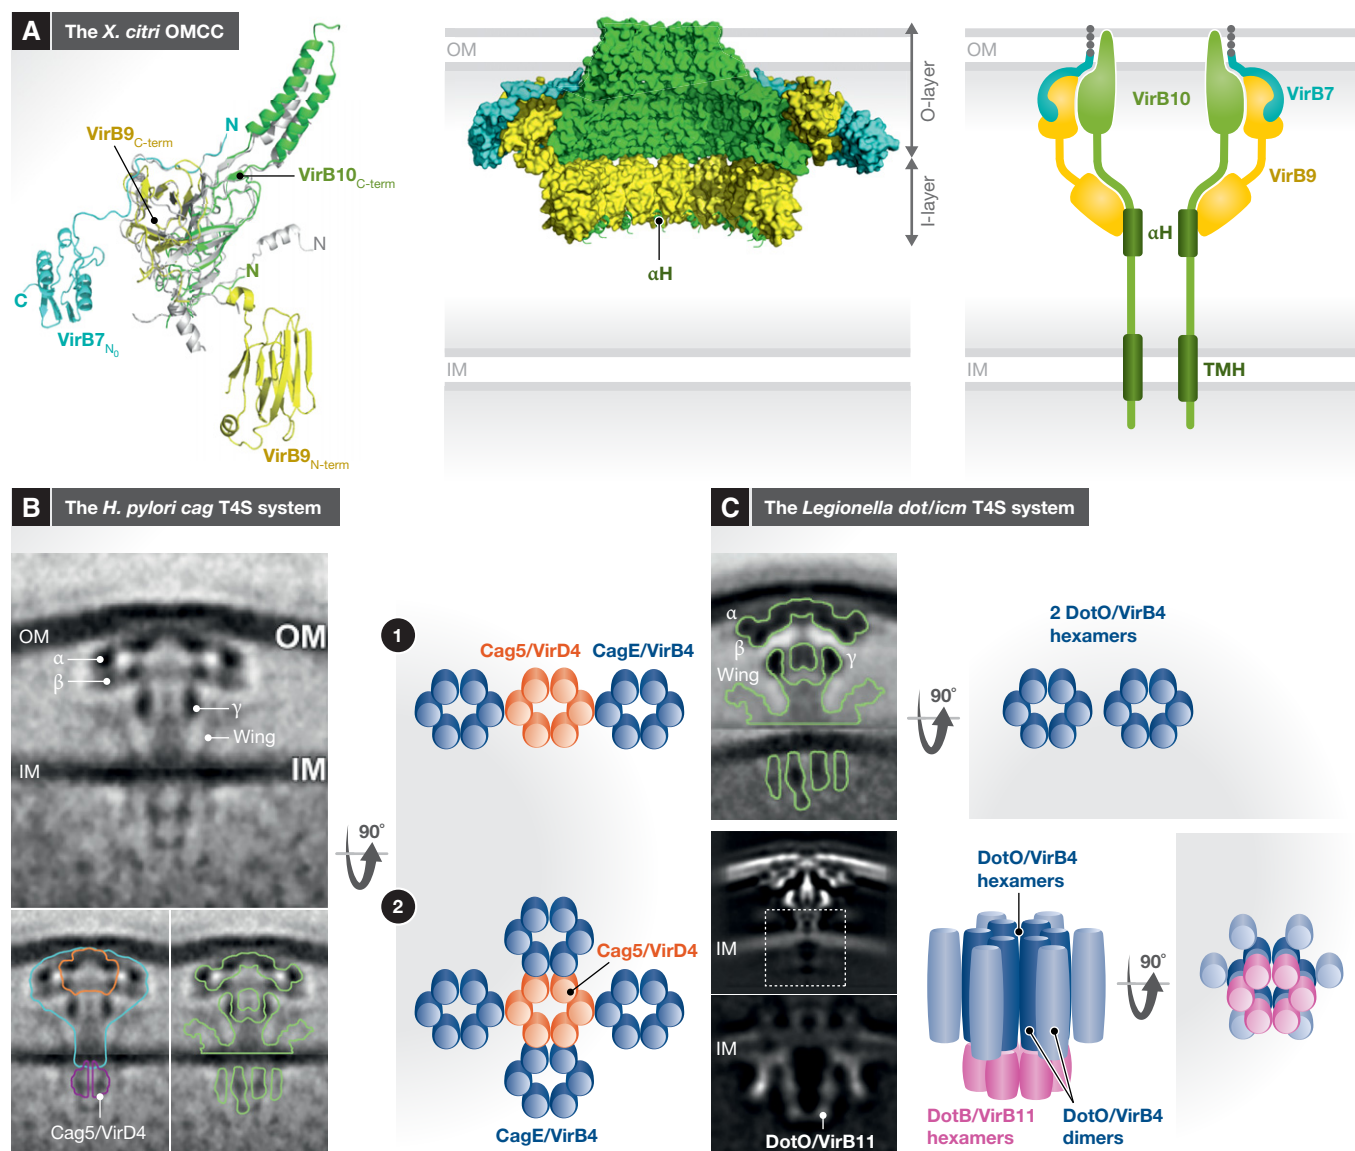 A The X. citri OMCC
VirB9C-term
N
VirB10C-term
N
N
C
VirB7N0
VirB9N-term
OM
O-layer
I-layer
αH
IM
OM
VirB10
VirB7
VirB9
αH
IM
TMH
B The H. pylori cag T4S system
OM
OM
α
β
γ
Wing
IM
IM
90°
Cag5/VirD4
1
Cag5/VirD4 CagE/VirB4
2
Cag5/VirD4
CagE/VirB4
C The Legionella dot/icm T4S system
α
β
γ
Wing
90°
2 DotO/VirB4
hexamers
IM
IM
DotO/VirB11
DotO/VirB4
hexamers
90°
DotB/VirB11
hexamers
DotO/VirB4
dimers